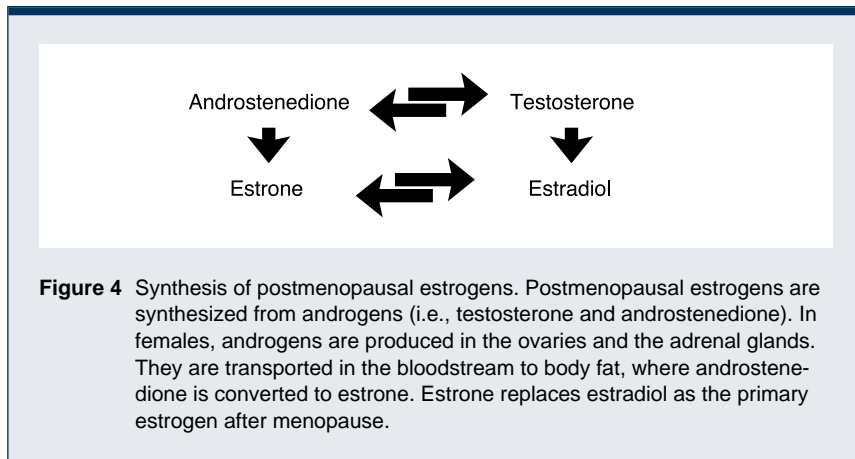 Androstenedione Testosterone
Estrone Estradiol
Figure 4 Synthesis of postmenopausal estrogens. Postmenopausal estrogens are
synthesized from androgens (i.e., testosterone and androstenedione). In
females, androgens are produced in the ovaries and the adrenal glands.
They are transported in the bloodstream to body fat, where androstene-
dione is converted to estrone. Estrone replaces estradiol as the primary
estrogen after menopause.